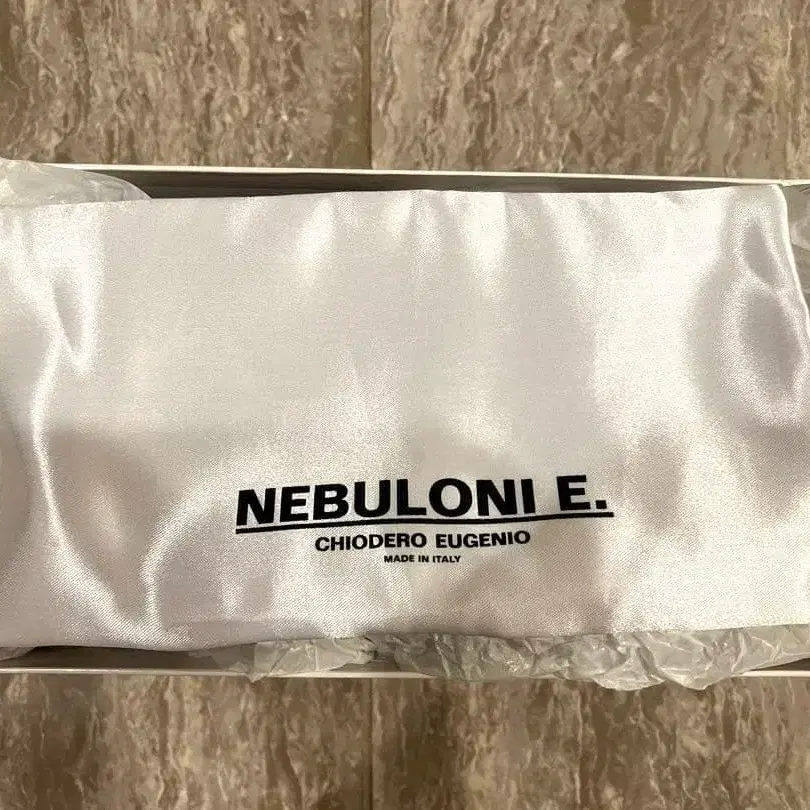 NEBULONI E.
CHIODERO EUGENIO
MADE IN ITALY